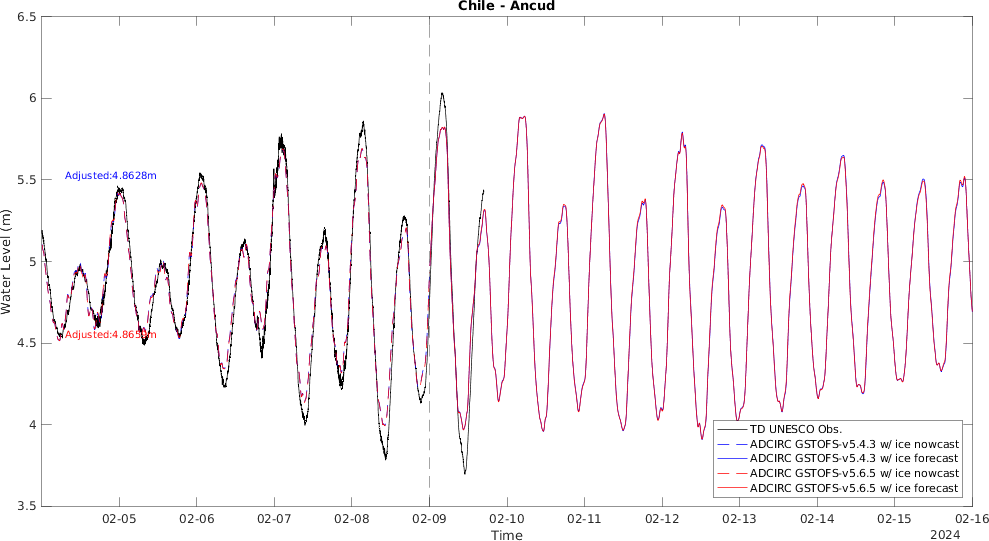 Chile - Ancud
6.5
6
5.5
5
4.5
4
3.5
Water Level (m)
Adjusted:4.8628m
TD UNESCO Obs.
ADCIRC GSTOFS-v5.4.3 w/ ice nowcast
ADCIRC GSTOFS-v5.4.3 w/ ice forecast
ADCIRC GSTOFS-v5.6.5 w/ ice nowcast
ADCIRC GSTOFS-v5.6.5 w/ ice forecast
02-05 02-06 02-07 02-08 02-09 02-10 02-11 02-12 02-13 02-14 02-15 02-16
Time
2024